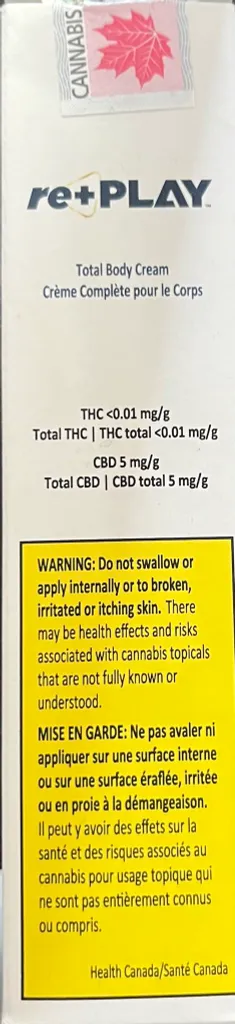 CANNABIS
re+PLAY
Total Body Cream
Crème Complète pour le Corps
THC <0.01 mg/g
Total THC | THC total <0.01 mg/g
CBD 5 mg/g
Total CBD | CBD total 5 mg/g
WARNING: Do not swallow or
apply internally or to broken,
irritated or itching skin. There
may be health effects and risks
associated with cannabis topicals
that are not fully known or
understood.
MISE EN GARDE: Ne pas avaler ni
appliquer sur une surface interne
ou sur une surface éraflée, irritée
ou en proie à la démangeaison.
Il peut y avoir des effets sur la
santé et des risques associés au
cannabis pour usage topique qui
ne sont pas entièrement connus
ou compris.
Health Canada/Santé Canada